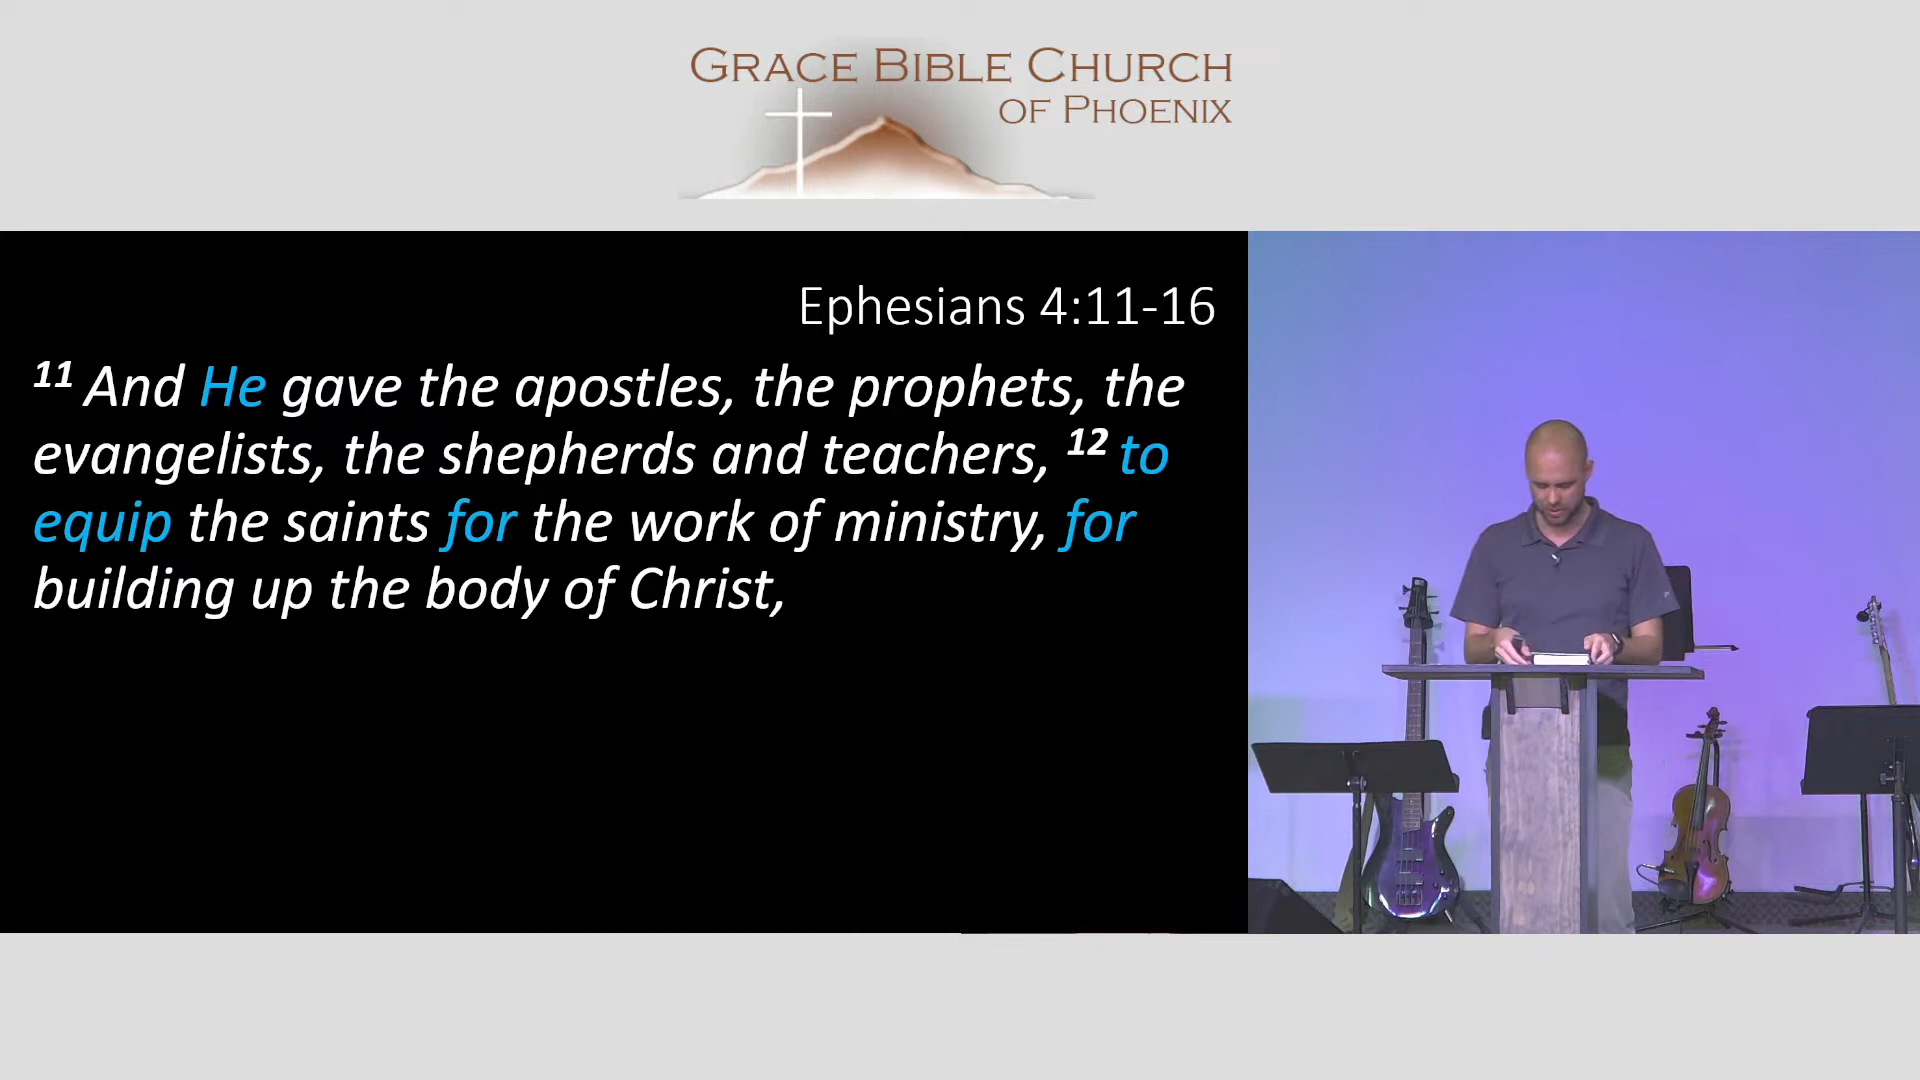 GRACE BIBLE CHURCH
OF PHOENIX
Ephesians 4:11-16
11 And He gave the apostles, the prophets, the
evangelists, the shepherds and teachers, 12 to
equip the saints for the work of ministry, for
building up the body of Christ,